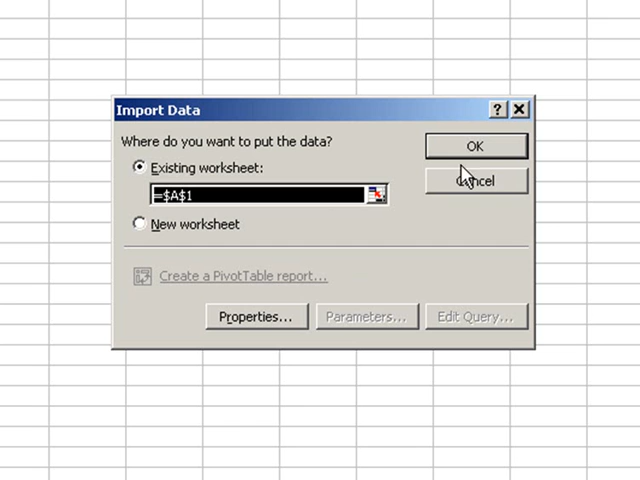 Import Data
Where do you want to put the data?
OK
Existing worksheet:
=$A$1
Cancel
New worksheet
Create a PivotTable report...
Properties...
Parameters...
Edit Query...